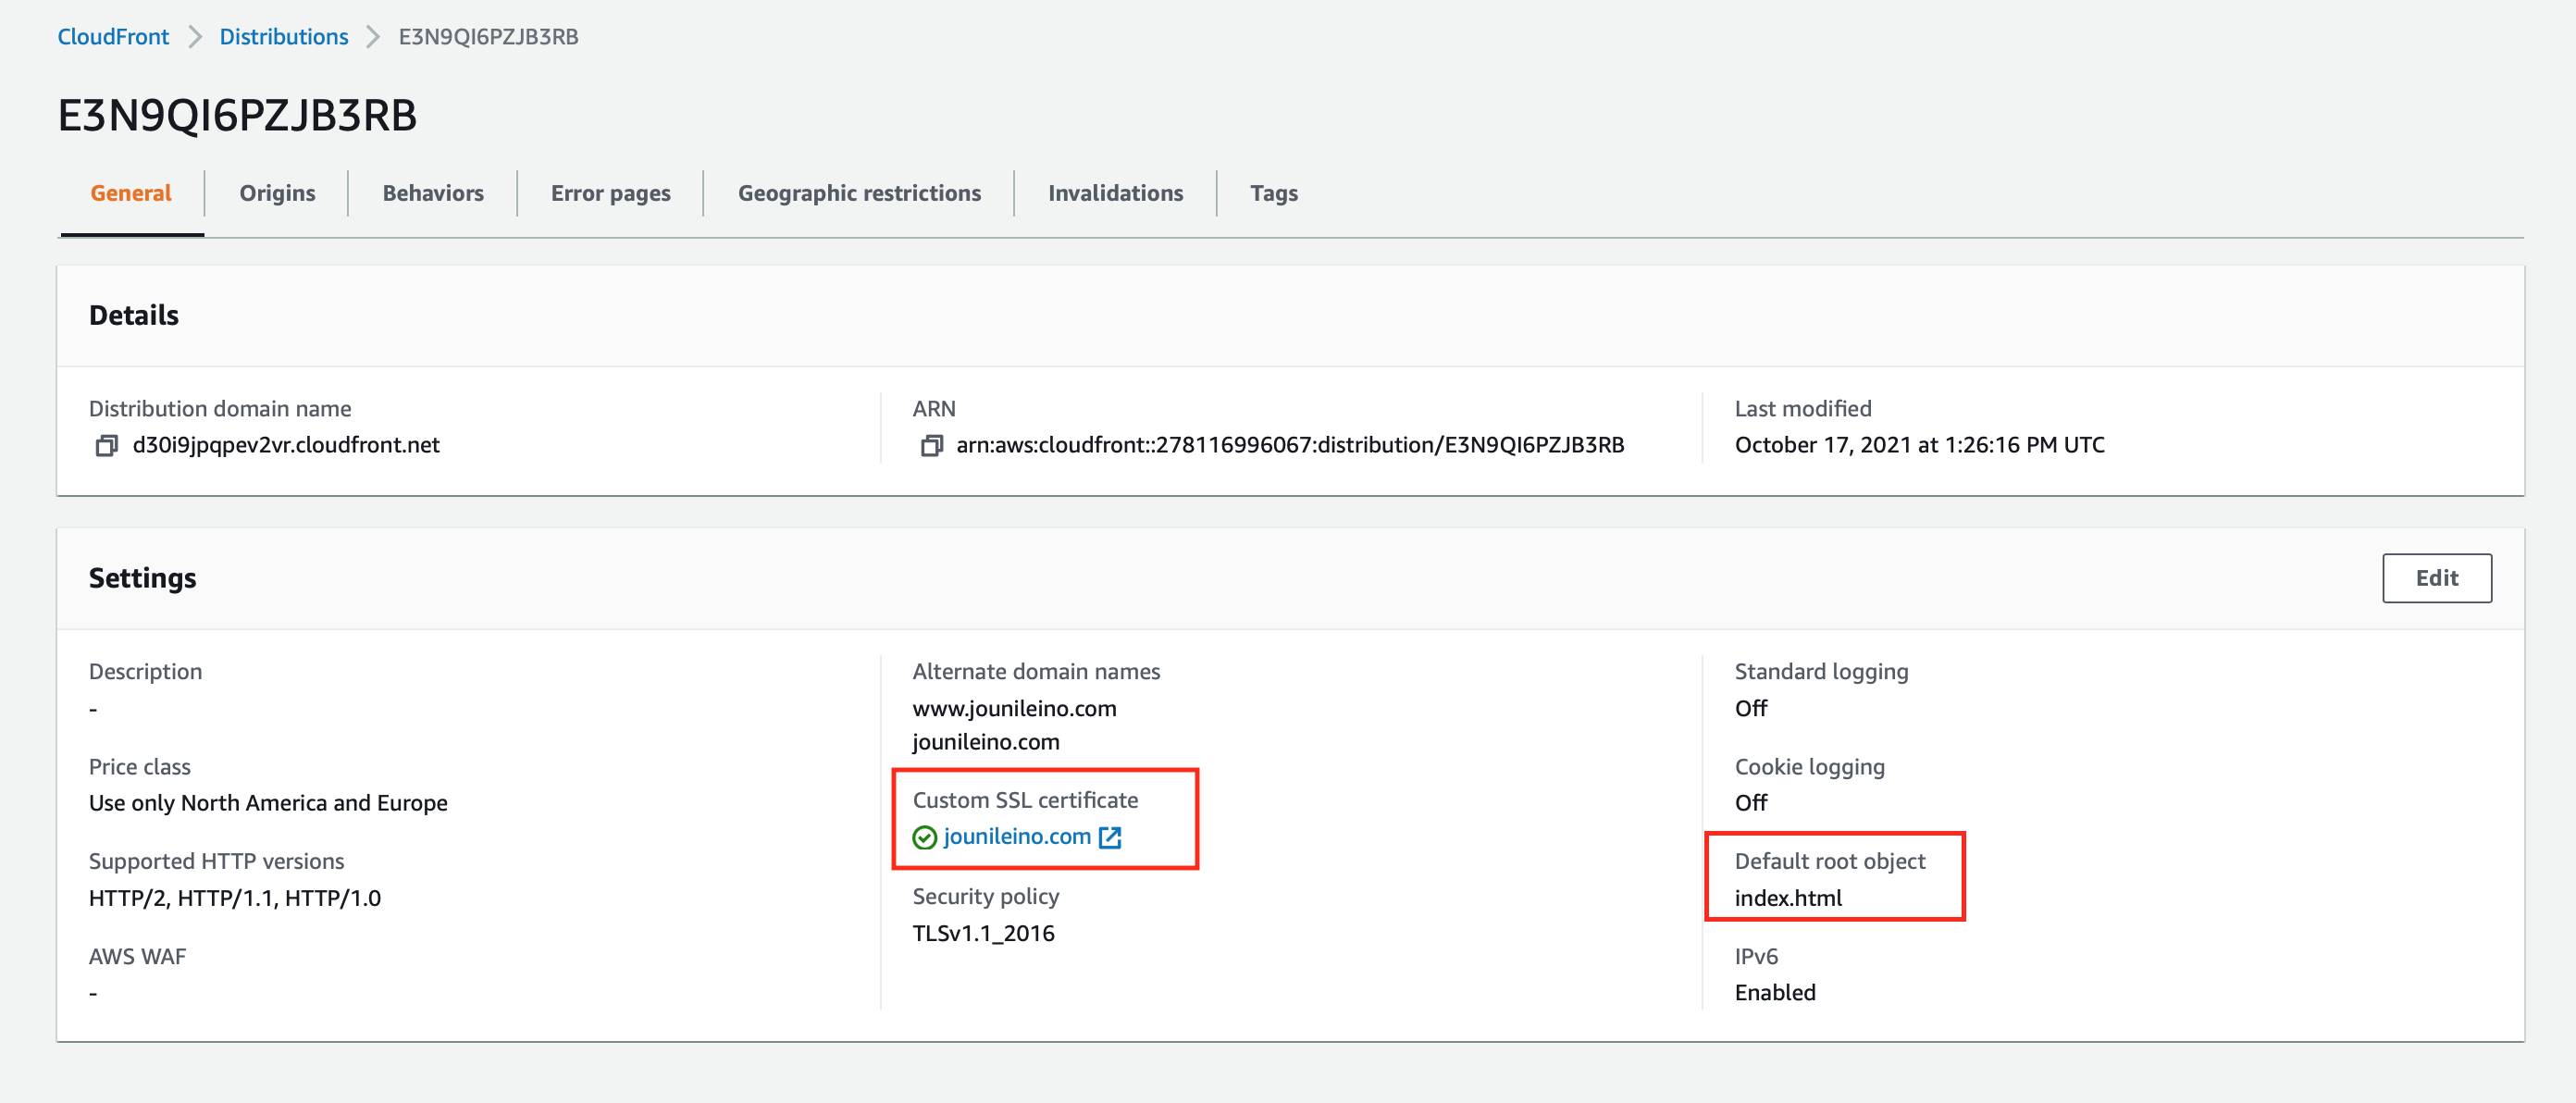 CloudFront > Distributions > E3N9QI6PZJB3RB
E3N9QI6PZJB3RB
General Origins Behaviors Error pages Geographic restrictions Invalidations Tags
Details
Distribution domain name
d30i9jpqpev2vr.cloudfront.net
ARN
arn:aws:cloudfront::278116996067:distribution/E3N9QI6PZJB3RB
Last modified
October 17, 2021 at 1:26:16 PM UTC
Settings
Edit
Description
-
Price class
Use only North America and Europe
Supported HTTP versions
HTTP/2, HTTP/1.1, HTTP/1.0
AWS WAF
-
Alternate domain names
www.jounileino.com
jounileino.com
Custom SSL certificate
jounileino.com
Security policy
TLSv1.1_2016
Standard logging
Off
Cookie logging
Off
Default root object
index.html
IPv6
Enabled